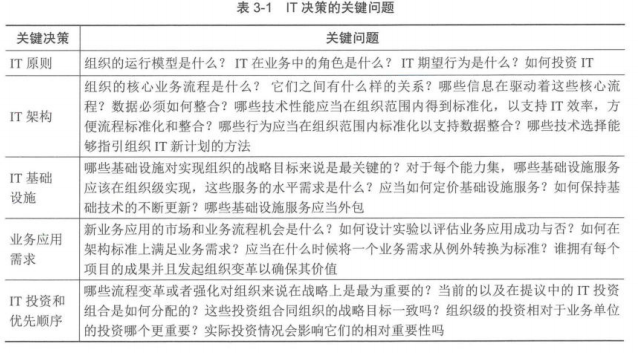 表 3-1 IT 决策的关键问题
关键决策 关键问题
IT 原则 组织的运行模型是什么？ IT 在业务中的角色是什么？ IT 期望行为是什么？如何投资 IT
组织的核心业务流程是什么？ 它们之间有什么样的关系？哪些信息在驱动着这些核心流
程？数据必须如何整合？哪些技术性能应当在组织范围内得到标准化，以支持 IT 效率，方
IT 架构
便流程标准化和整合？哪些行为应当在组织范围内标准化以支持数据整合？哪些技术选择能
够指引组织 IT 新计划的方法
哪些基础设施对实现组织的战略目标来说是最关键的？对于每个能力集，哪些基础设施服务
IT 基础
应该在组织级实现，这些服务的水平需求是什么？应当如何定价基础设施服务？如何保持基
设施
础技术的不断更新？哪些基础设施服务应当外包
新业务应用的市场和业务流程机会是什么？如何设计实验以评估业务应用成功与否？如何在
业务应用
架构标准上满足业务需求？应当在什么时候将一个业务需求从例外转换为标准？谁拥有每个
需求
项目的成果并且发起组织变革以确保其价值
哪些流程变革或者强化对组织来说在战略上是最为重要的？当前的以及在提议中的 IT 投资
IT 投资和
组合是如何分配的？这些投资组合同组织的战略目标一致吗？组织级的投资相对于业务单位
优先顺序
的投资哪个更重要？实际投资情况会影响它们的相对重要性吗